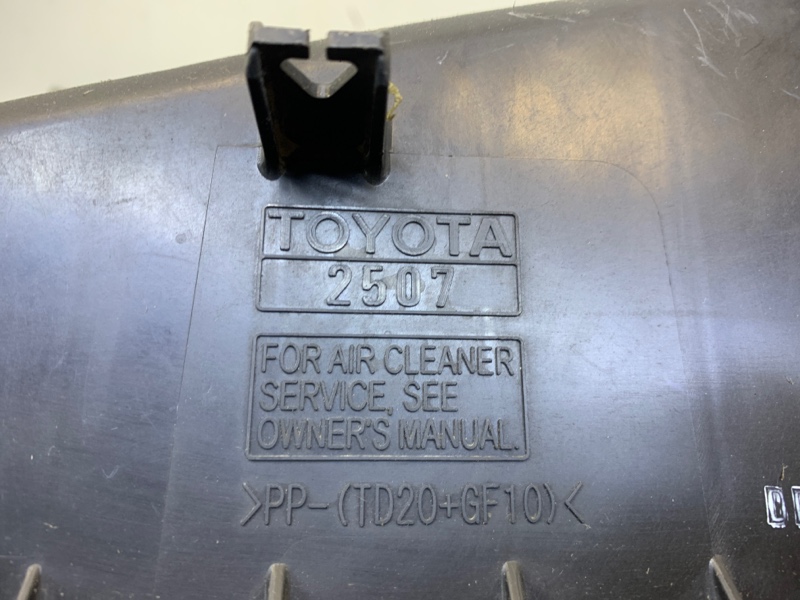 TOYOTA
2507
FOR AIR CLEANER
SERVICE, SEE
OWNER'S MANUAL.
>PP-(TD20+GF10)<